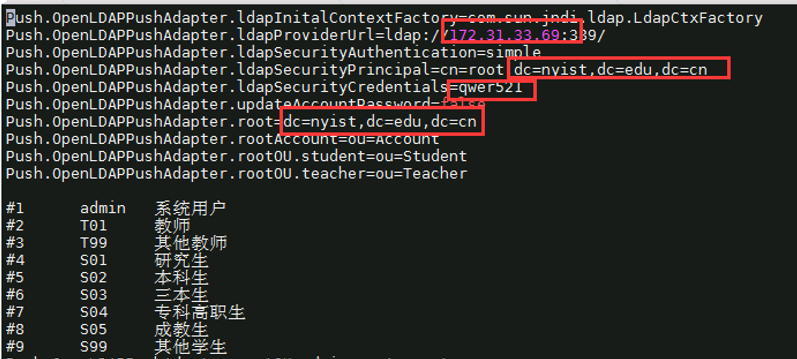 Push.OpenLDAPPushAdapter.ldapInitalContextFactory=com.sun.jndi.ldap.LdapCtxFactory
Push.OpenLDAPPushAdapter.ldapProviderUrl=ldap://172.31.33.69:389/
Push.OpenLDAPPushAdapter.ldapSecurityAuthentication=simple
Push.OpenLDAPPushAdapter.ldapSecurityPrincipal=cn=root,dc=nyist,dc=edu,dc=cn
Push.OpenLDAPPushAdapter.ldapSecurityCredentials=qwer521
Push.OpenLDAPPushAdapter.updateAccountPassword=false
Push.OpenLDAPPushAdapter.root=dc=nyist,dc=edu,dc=cn
Push.OpenLDAPPushAdapter.rootAccount=ou=Account
Push.OpenLDAPPushAdapter.rootOU.student=ou=Student
Push.OpenLDAPPushAdapter.rootOU.teacher=ou=Teacher
#1 admin 系统用户
#2 T01 教师
#3 T99 其他教师
#4 S01 研究生
#5 S02 本科生
#6 S03 三本生
#7 S04 专科高职生
#8 S05 成教生
#9 S99 其他学生